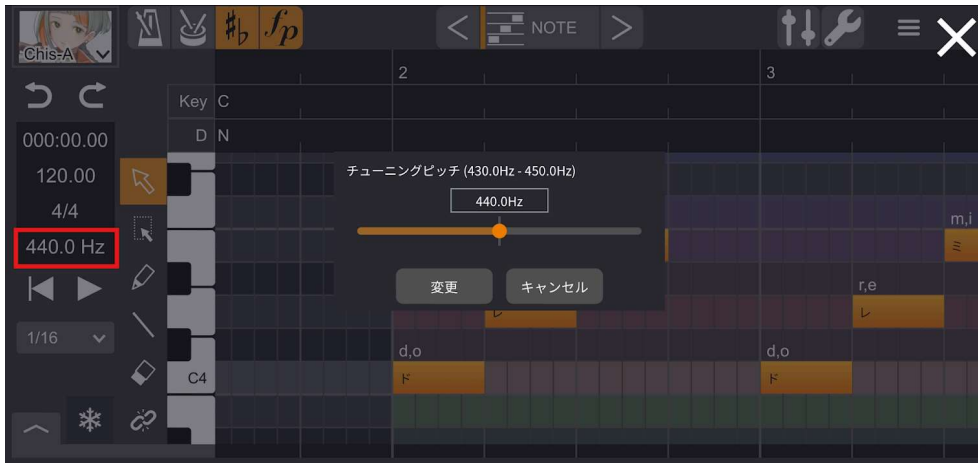 Chis-A
♯♭ fp
NOTE
2
3
Key C
000:00.00
D N
120.00
4/4
440.0 Hz
チューニングピッチ (430.0Hz - 450.0Hz)
440.0Hz
変更
キャンセル
m,i
ミ
r,e
レ
レ
1/16
d,o
d,o
C4
ド
ド